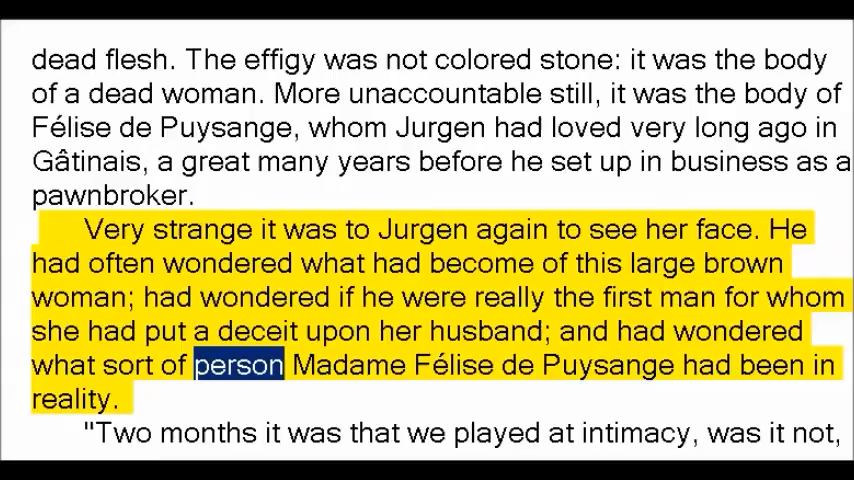 dead flesh. The effigy was not colored stone: it was the body
of a dead woman. More unaccountable still, it was the body of
Félise de Puysange, whom Jurgen had loved very long ago in
Gâtinais, a great many years before he set up in business as a
pawnbroker.
Very strange it was to Jurgen again to see her face. He
had often wondered what had become of this large brown
woman; had wondered if he were really the first man for whom
she had put a deceit upon her husband; and had wondered
what sort of person Madame Félise de Puysange had been in
reality.
"Two months it was that we played at intimacy, was it not,